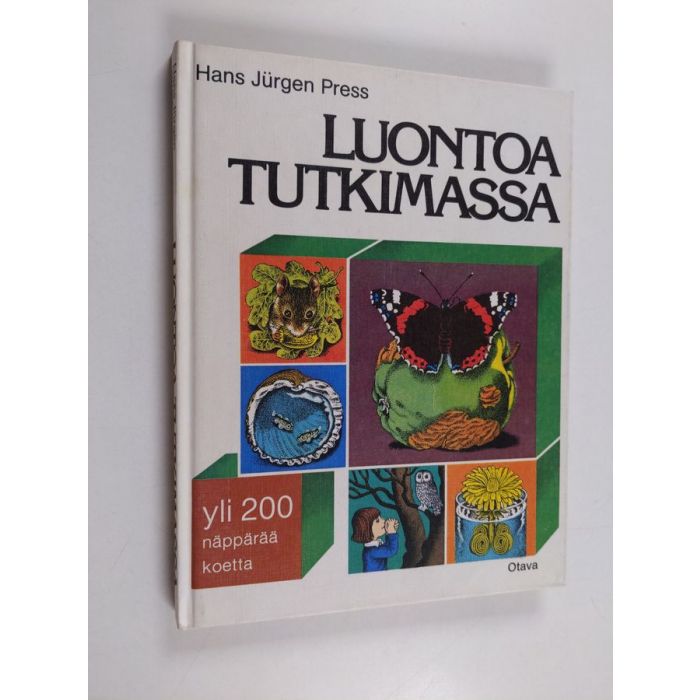 Hans Jürgen Press
LUONTOA
TUTKIMASSA
yli 200
näppärää
koetta
Otava